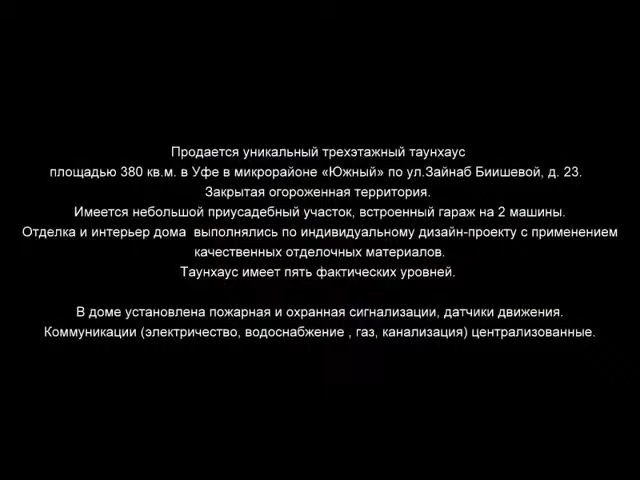 Продается уникальный трехэтажный таунхаус
площадью 380 кв.м. в Уфе в микрорайоне «Южный» по ул.Зайнаб Биишевой, д. 23.
Закрытая огороженная территория.
Имеется небольшой приусадебный участок, встроенный гараж на 2 машины.
Отделка и интерьер дома  выполнялись по индивидуальному дизайн-проекту с применением
качественных отделочных материалов.
Таунхаус имеет пять фактических уровней.
В доме установлена пожарная и охранная сигнализации, датчики движения.
Коммуникации (электричество, водоснабжение , газ, канализация) централизованные.